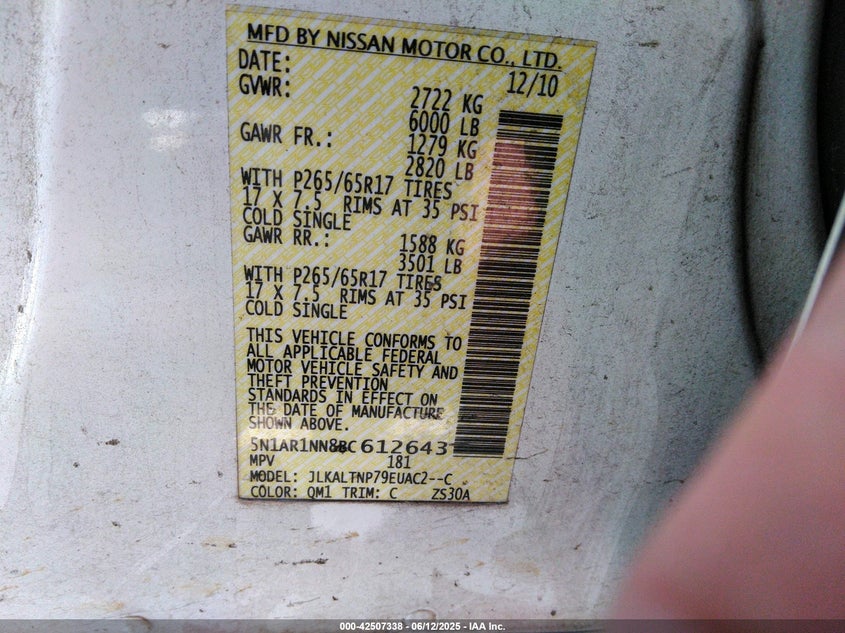 MFD BY NISSAN MOTOR CO., LTD.
DATE: 12/10
GVWR: 2722 KG
6000 LB
GAWR FR.: 1279 KG
2820 LB
WITH P265/65R17 TIRES
17 X 7.5 RIMS AT 35 PSI
COLD SINGLE
GAWR RR.: 1588 KG
3501 LB
WITH P265/65R17 TIRES
17 X 7.5 RIMS AT 35 PSI
COLD SINGLE
THIS VEHICLE CONFORMS TO
ALL APPLICABLE FEDERAL
MOTOR VEHICLE SAFETY AND
THEFT PREVENTION
STANDARDS IN EFFECT ON
THE DATE OF MANUFACTURE
SHOWN ABOVE.
5N1AR1NN8BC612643
MPV 181
MODEL: JLKALTNP79EUAC2--C
COLOR: QM1 TRIM: C ZS30A
000-42507338 - 06/12/2025 - IAA Inc.